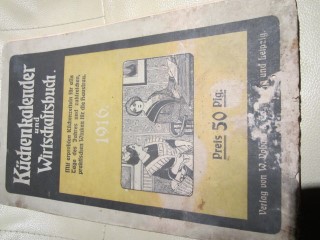 Küchenkalender
und
Wirtschaftsbuch.
Mit erprobten Küchenzetteln für alle
Tage des Jahres und zahlreichen,
praktischen Winken für die Hausfrau.
1916.
Preis 50 Pfg.
Verlag von W. und Leipzig.